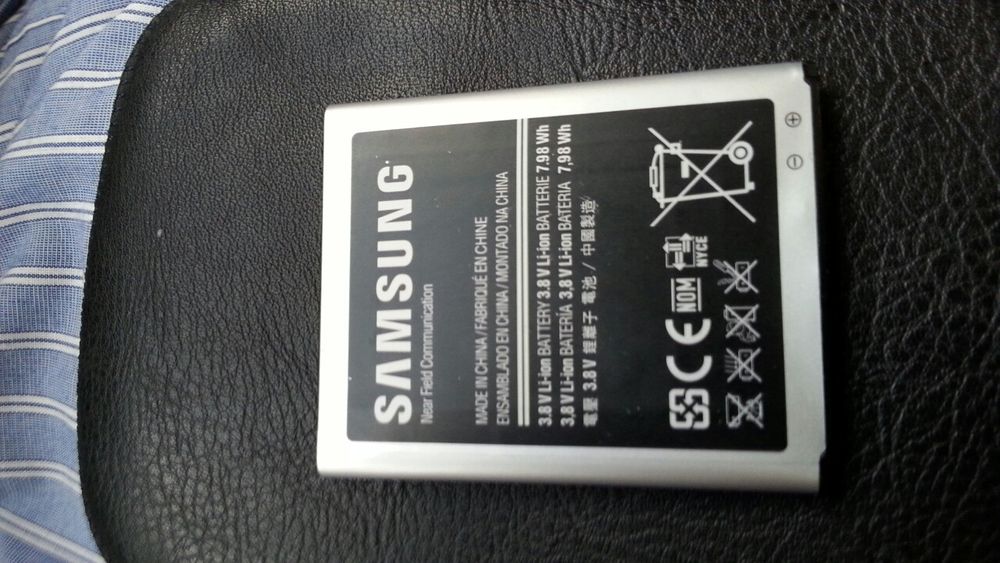 SAMSUNG
Near Field Communication
MADE IN CHINA / FABRIQUÉ EN CHINE
ENSAMBLADO EN CHINA / MONTADO NA CHINA
3.8 V Li-ion BATTERY 3.8 V Li-ion BATTERIE 7.98 Wh
3.8 V Li-ion BATERÍA 3.8 V Li-ion BATERIA 7,98 Wh
電壓 3.8 V 鋰離子 電池 / 中國製造
CE NOM NYCE
+
-